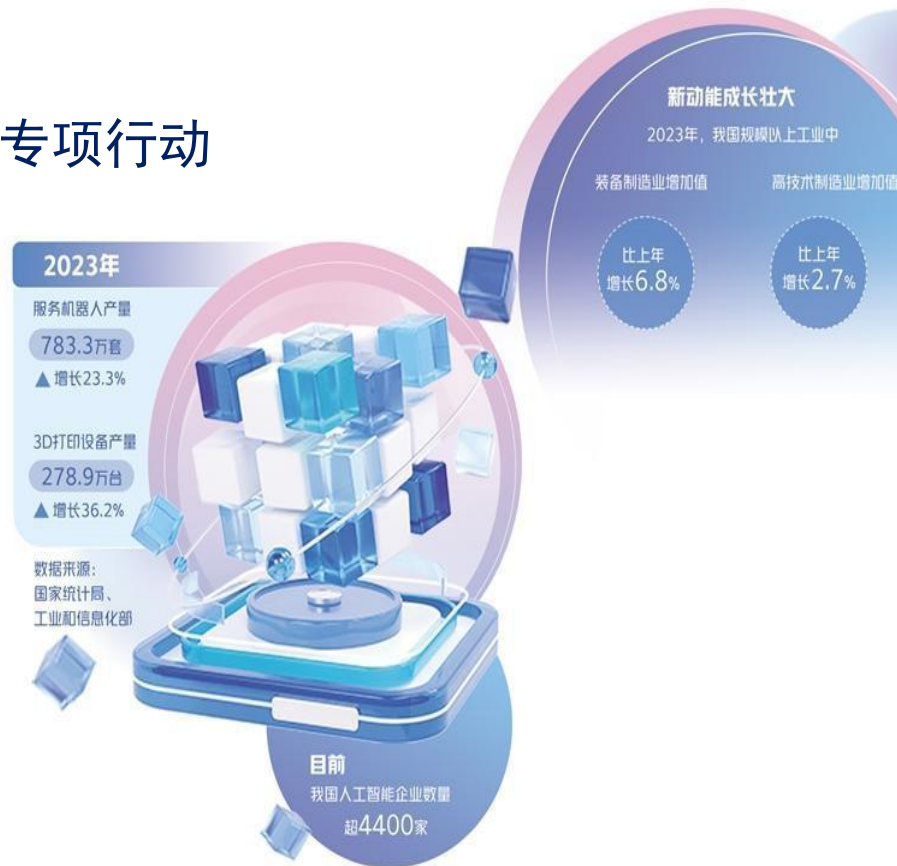 专项行动
新动能成长壮大
2023年，我国规模以上工业中
装备制造业增加值
高技术制造业增加值
比上年
增长6.8%
比上年
增长2.7%
2023年
服务机器人产量
783.3万套
▲增长23.3%
3D打印设备产量
278.9万台
▲增长36.2%
数据来源：
国家统计局、
工业和信息化部
目前
我国人工智能企业数量
超4400家